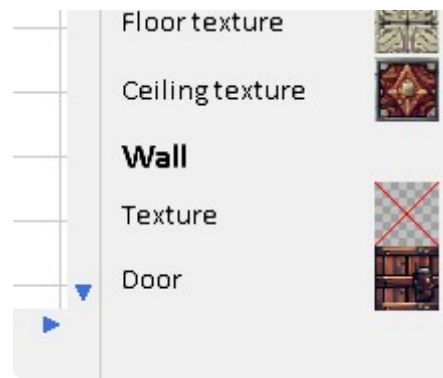 Floor texture
Ceiling texture
Wall
Texture
Door